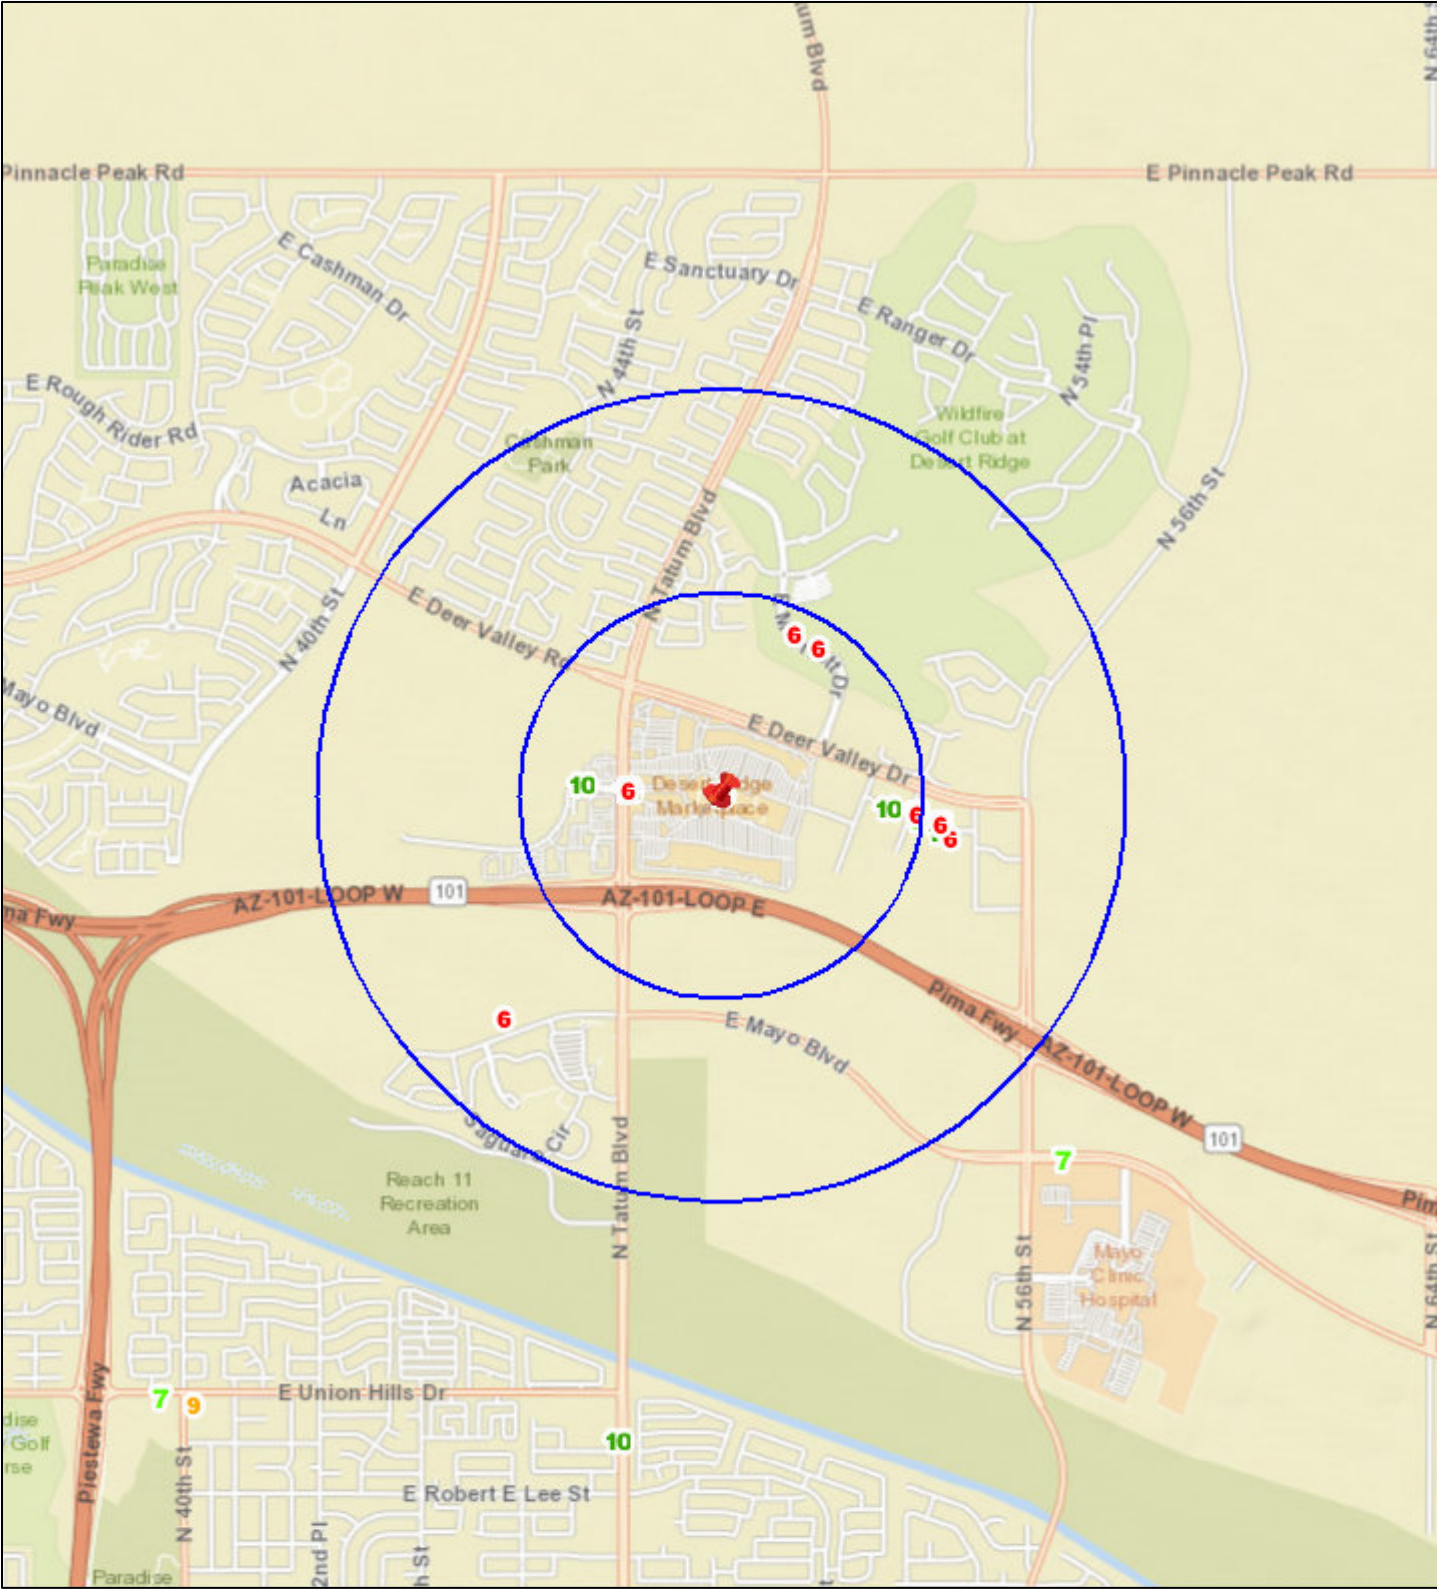 um Blvd
N 64th S
Pinnacle Peak Rd
E Pinnacle Peak Rd
E Cashman Dr
E Sanctuary Dr
Paradise
Peak West
E Ranger Dr
N 44th St
N 54th Pl
E Rough Rider Rd
Wildfire
Golf Club at
Desert Ridge
Cashman
Park
Acacia
Ln
N 56th St
N Tatum Blvd
N 40th St
E Deer Valley Rd
6
6
Mayo Blvd
E Deer Valley Dr
10
6
10
6
6
6
AZ-101-LOOP W
101
AZ-101-LOOP E
ma Fwy
Pima Fwy
6
E Mayo Blvd
AZ-101-LOOP W
101
Saguaro Cir
7
N Tatum Blvd
Reach 11
Recreation
Area
Pim
Mayo
Clinic
Hospital
N 56th St
N 64th St
7
9
E Union Hills Dr
Piestewa Fwy
dise
Golf
rse
10
N 40th St
E Robert E Lee St
2nd Pl
h St
t
Paradise